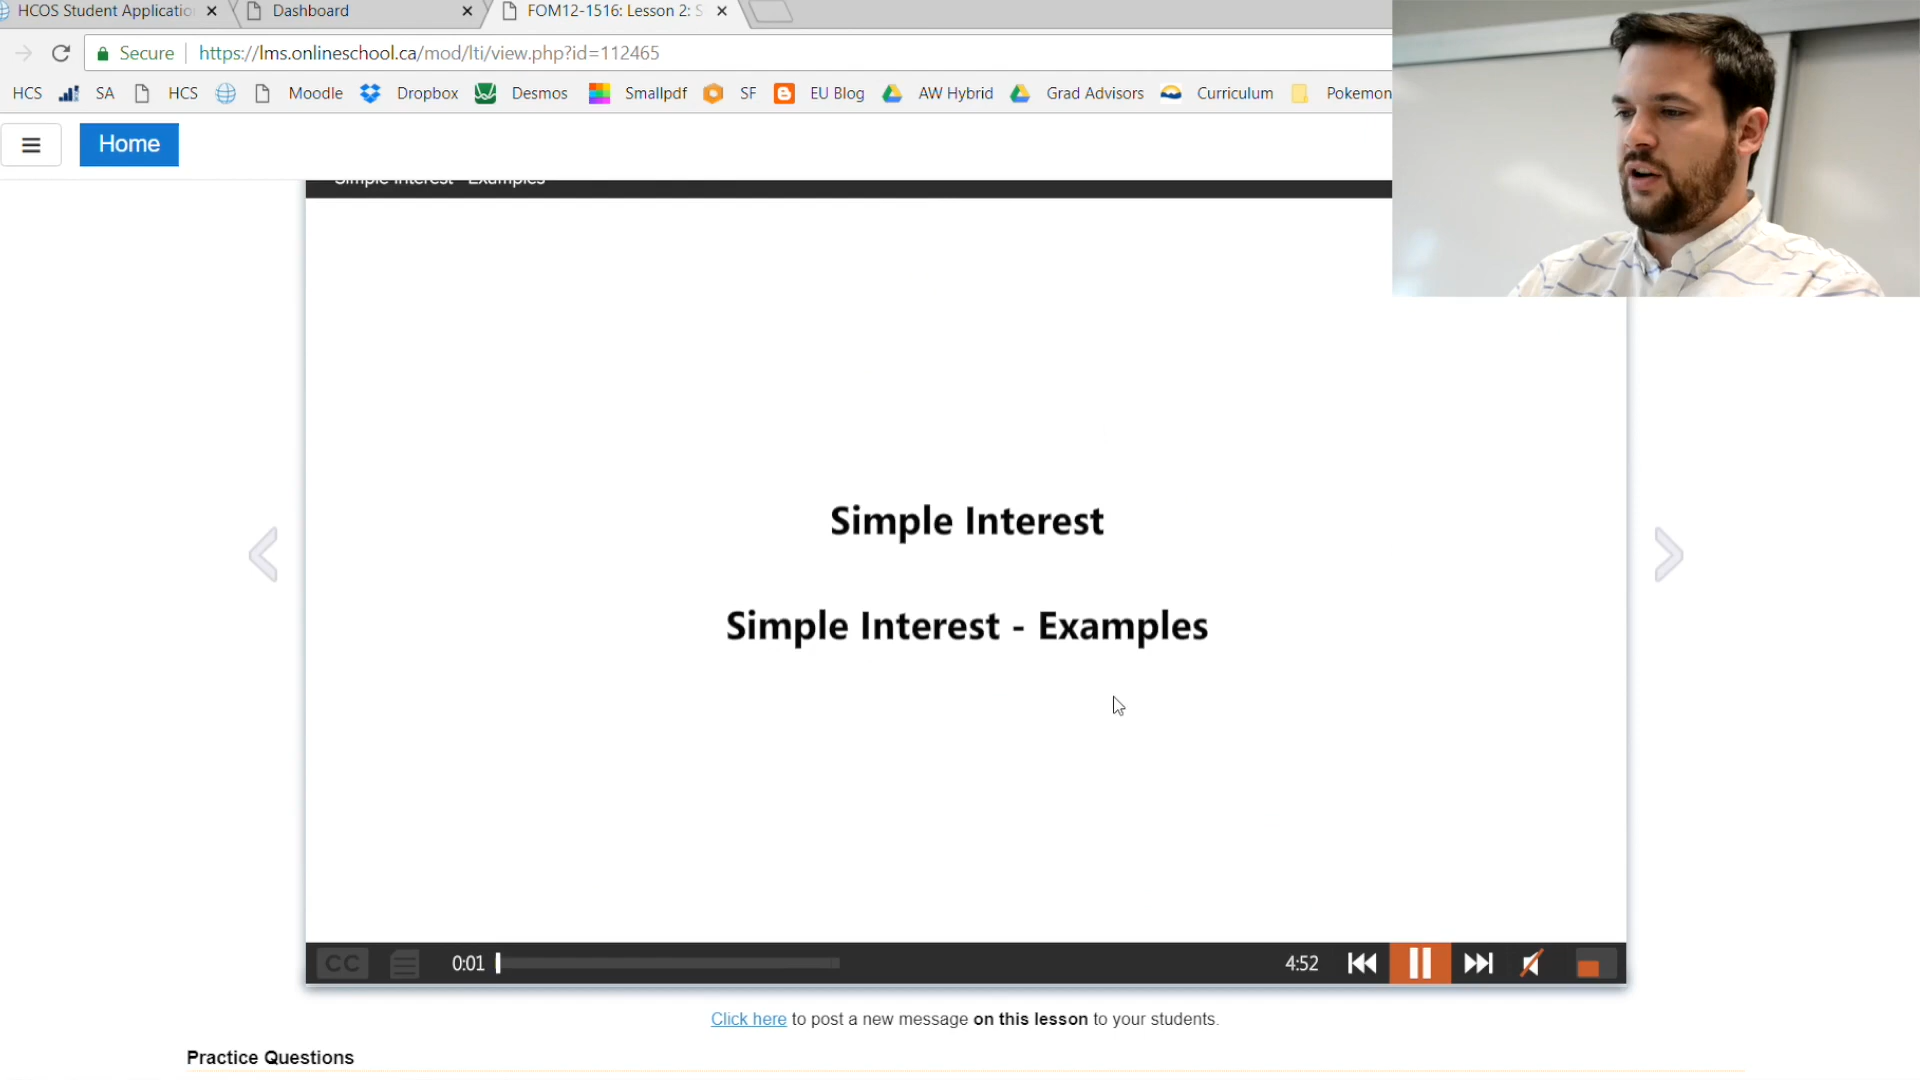 HCOS Student Applicatio
Dashboard
FOM12-1516: Lesson 2: S
Secure
https://lms.onlineschool.ca/mod/lti/view.php?id=112465
HCS SA HCS Moodle Dropbox Desmos Smallpdf SF EU Blog AW Hybrid Grad Advisors Curriculum Pokemon
Home
Simple Interest - Examples
Simple Interest
Simple Interest - Examples
CC 0:01 4:52
Click here to post a new message on this lesson to your students.
Practice Questions